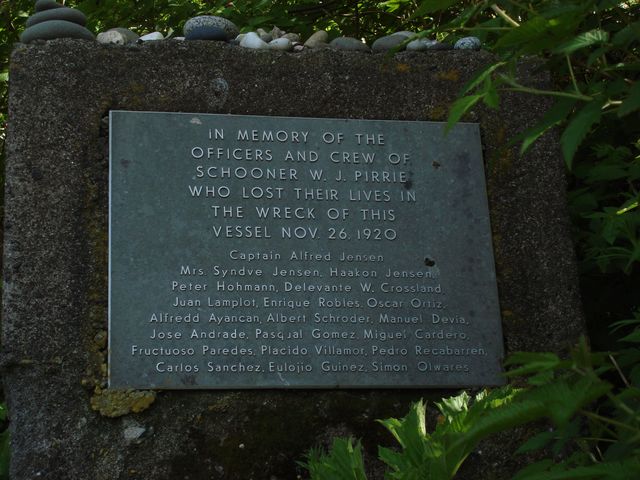 IN MEMORY OF THE
OFFICERS AND CREW OF
SCHOONER W. J. PIRRIE
WHO LOST THEIR LIVES IN
THE WRECK OF THIS
VESSEL NOV. 26, 1920
Captain Alfred Jensen
Mrs. Syndve Jensen, Haakon Jensen,
Peter Hohmann, Delevante W. Crossland,
Juan Lamplot, Enrique Robles, Oscar Ortiz,
Alfredd Ayancan, Albert Schroder, Manuel Devia,
Jose Andrade, Pasqual Gomez, Miguel Cardero,
Fructuoso Paredes, Placido Villamor, Pedro Recabarren,
Carlos Sanchez, Eulojio Guinez, Simon Olwares